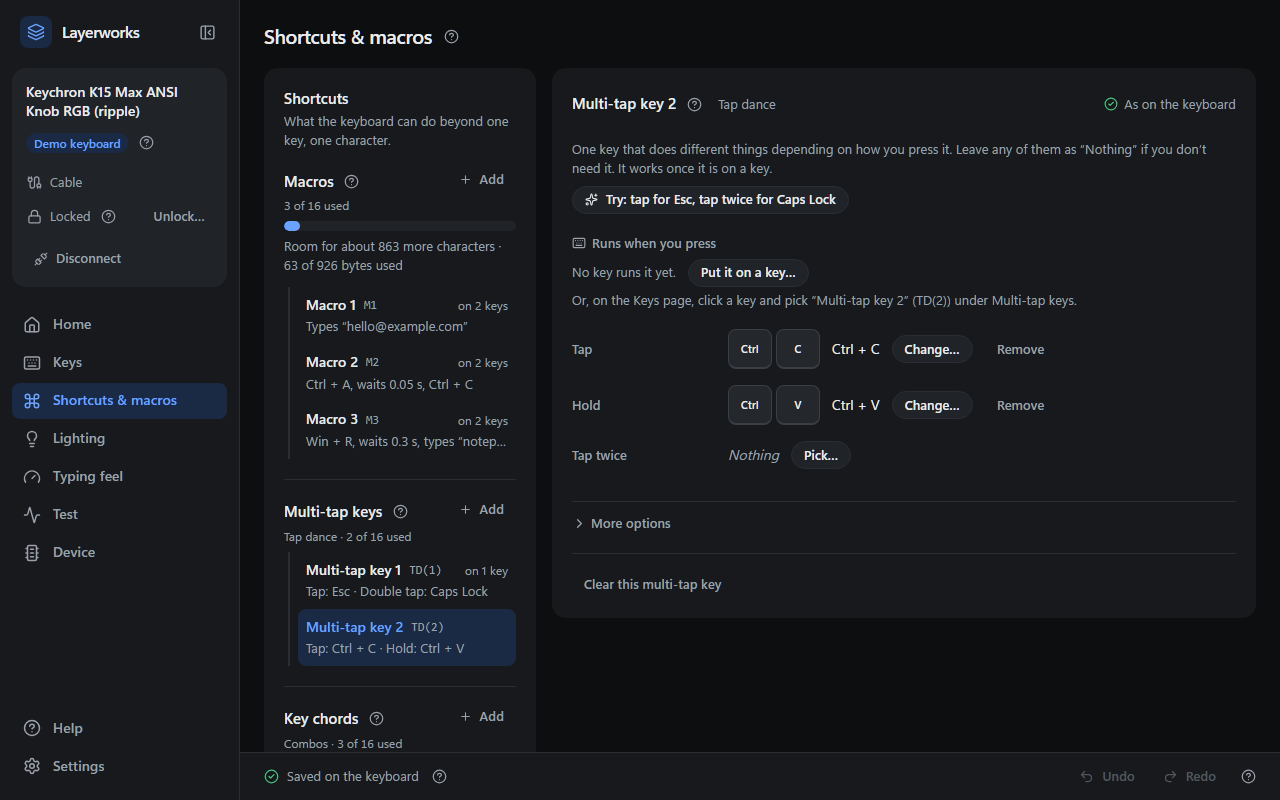 Layerworks
Keychron K15 Max ANSI
Knob RGB (ripple)
Demo keyboard
Cable
Locked
Unlock...
Disconnect
Home
Keys
Shortcuts & macros
Lighting
Typing feel
Test
Device
Help
Settings
Shortcuts & macros
Shortcuts
What the keyboard can do beyond one
key, one character.
Macros
+ Add
3 of 16 used
Room for about 863 more characters ·
63 of 926 bytes used
Macro 1 M1 on 2 keys
Types “hello@example.com”
Macro 2 M2 on 2 keys
Ctrl + A, waits 0.05 s, Ctrl + C
Macro 3 M3 on 2 keys
Win + R, waits 0.3 s, types “notep...
Multi-tap keys
+ Add
Tap dance · 2 of 16 used
Multi-tap key 1 TD(1) on 1 key
Tap: Esc · Double tap: Caps Lock
Multi-tap key 2 TD(2)
Tap: Ctrl + C · Hold: Ctrl + V
Key chords
+ Add
Combos · 3 of 16 used
Multi-tap key 2 Tap dance
As on the keyboard
One key that does different things depending on how you press it. Leave any of them as “Nothing” if you don’t
need it. It works once it is on a key.
Try: tap for Esc, tap twice for Caps Lock
Runs when you press
No key runs it yet. Put it on a key...
Or, on the Keys page, click a key and pick “Multi-tap key 2” (TD(2)) under Multi-tap keys.
Tap Ctrl C Ctrl + C Change... Remove
Hold Ctrl V Ctrl + V Change... Remove
Tap twice Nothing Pick...
More options
Clear this multi-tap key
Saved on the keyboard
Undo
Redo